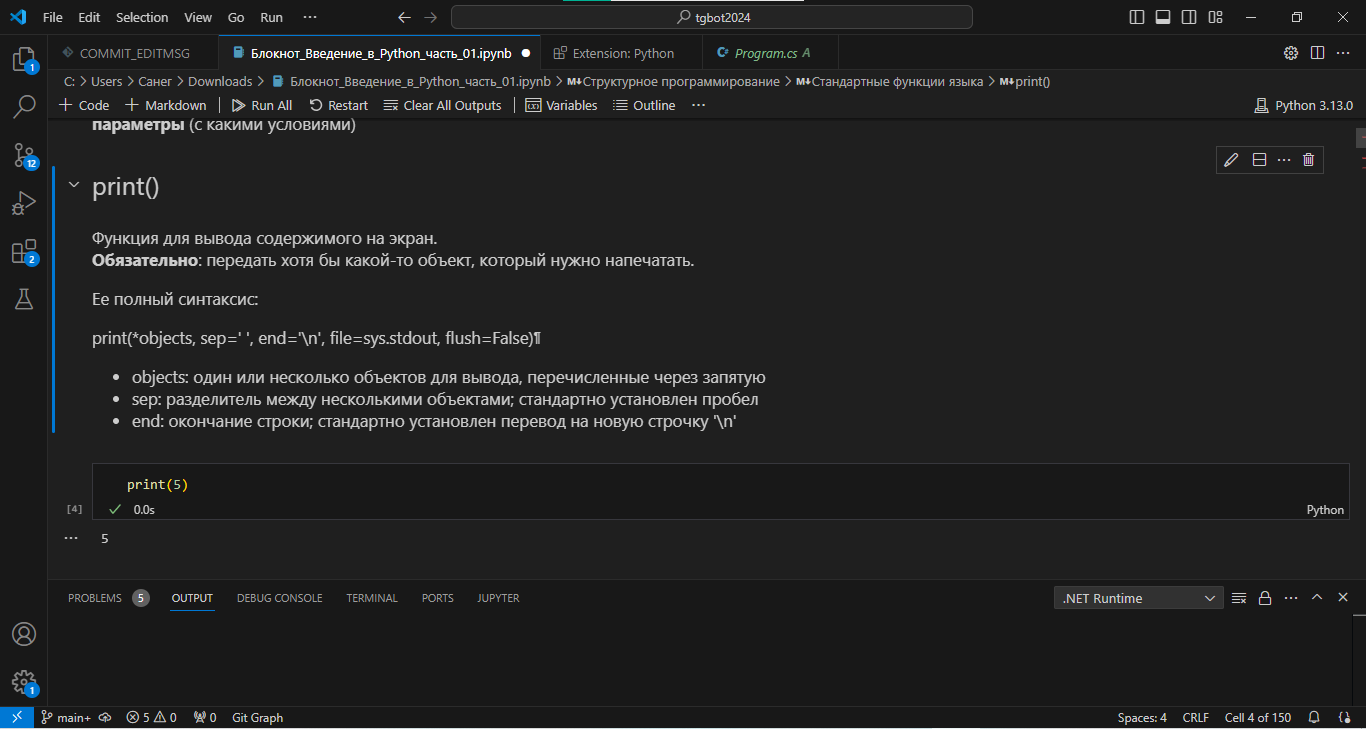 File Edit Selection View Go Run ··· tgbot2024
COMMIT_EDITMSG Блокнот_Введение_в_Python_часть_01.ipynb Extension: Python Program.cs A
C: > Users > Санег > Downloads > Блокнот_Введение_в_Python_часть_01.ipynb > M↓Структурное программирование > M↓Стандартные функции языка > M↓print()
+ Code + Markdown | Run All Restart Clear All Outputs | Variables Outline ··· Python 3.13.0
параметры (с какими условиями)
print()
Функция для вывода содержимого на экран.
Обязательно: передать хотя бы какой-то объект, который нужно напечатать.
Ее полный синтаксис:
print(*objects, sep=' ', end='\n', file=sys.stdout, flush=False)¶
• objects: один или несколько объектов для вывода, перечисленные через запятую
• sep: разделитель между несколькими объектами; стандартно установлен пробел
• end: окончание строки; стандартно установлен перевод на новую строчку '\n'
print(5)
[4] 0.0s Python
··· 5
PROBLEMS 5 OUTPUT DEBUG CONSOLE TERMINAL PORTS JUPYTER .NET Runtime
1
12
2
1
main+ 5 0 0 Git Graph Spaces: 4 CRLF Cell 4 of 150